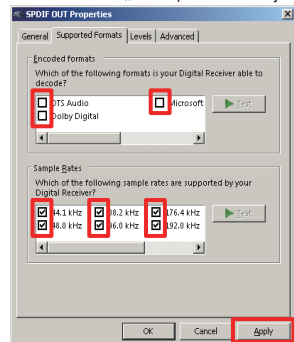 SPDIF OUT Properties
General Supported Formats Levels Advanced
Encoded formats
Which of the following formats is your Digital Receiver able to
decode?
DTS Audio Microsoft
Dolby Digital
Test
Sample Rates
Which of the following sample rates are supported by your
Digital Receiver?
44.1 kHz 88.2 kHz 176.4 kHz
48.0 kHz 96.0 kHz 192.0 kHz
Test
OK Cancel Apply